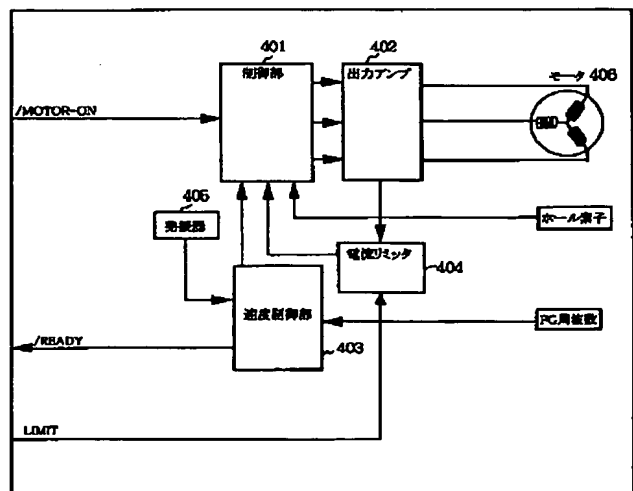 401
制御部
402
出力アンプ
モータ 406
/MOTOR-ON
405
発振器
ホール素子
電流リミッタ
404
速度制御部
403
FG周波数
/READY
LIMIT